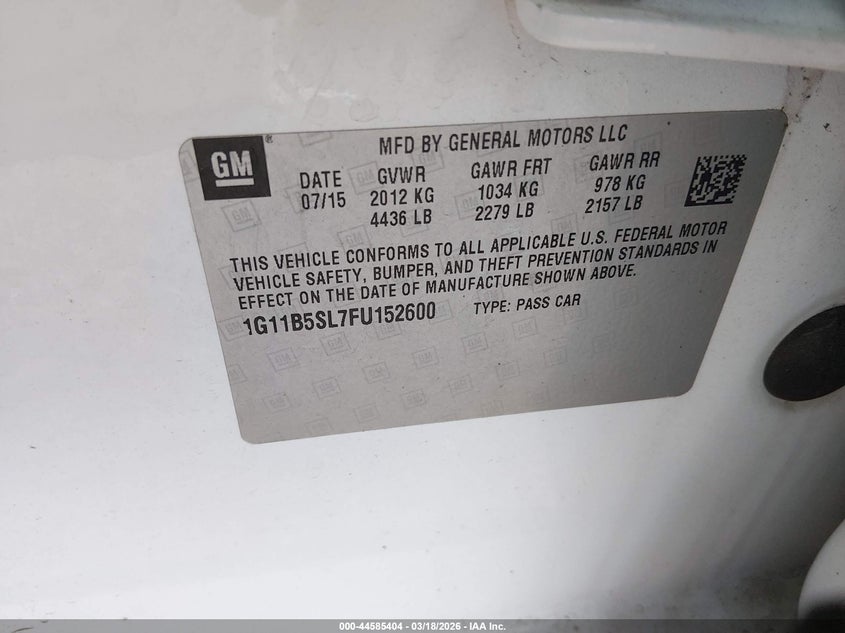 GM
MFD BY GENERAL MOTORS LLC
DATE GVWR GAWR FRT GAWR RR
07/15 2012 KG 1034 KG 978 KG
4436 LB 2279 LB 2157 LB
THIS VEHICLE CONFORMS TO ALL APPLICABLE U.S. FEDERAL MOTOR
VEHICLE SAFETY, BUMPER, AND THEFT PREVENTION STANDARDS IN
EFFECT ON THE DATE OF MANUFACTURE SHOWN ABOVE.
1G11B5SL7FU152600 TYPE: PASS CAR
000-44585404 — 03/18/2026 — IAA Inc.